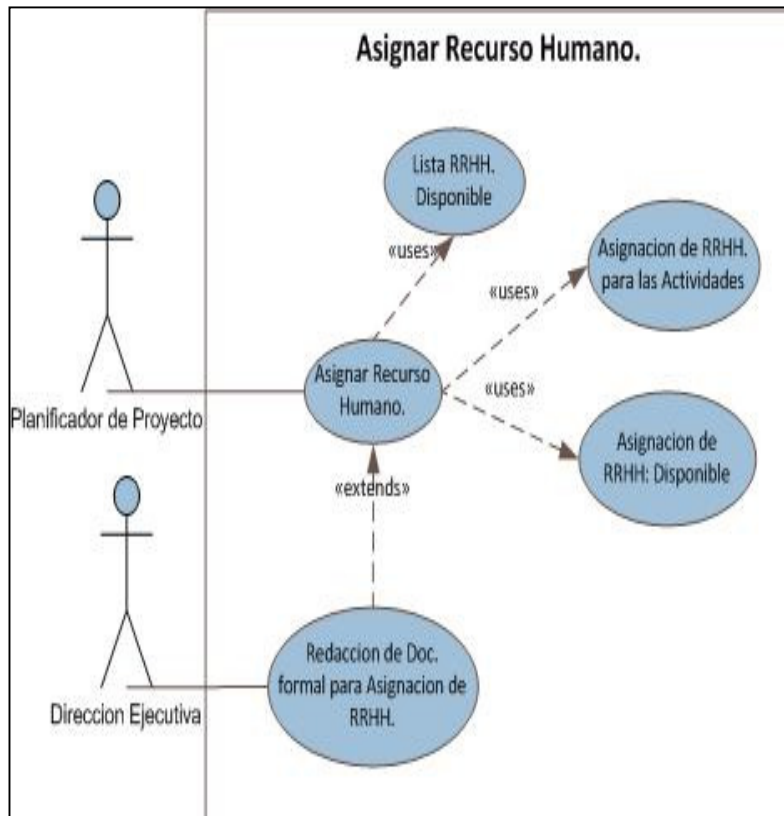 Asignar Recurso Humano.
Lista RRHH.
Disponible
«uses»
Asignacion de RRHH.
para las Actividades
«uses»
Asignar Recurso
Humano.
«uses»
Planificador de Proyecto
Asignacion de
RRHH: Disponible
«extends»
Redaccion de Doc.
formal para Asignacion de
RRHH.
Direccion Ejecutiva